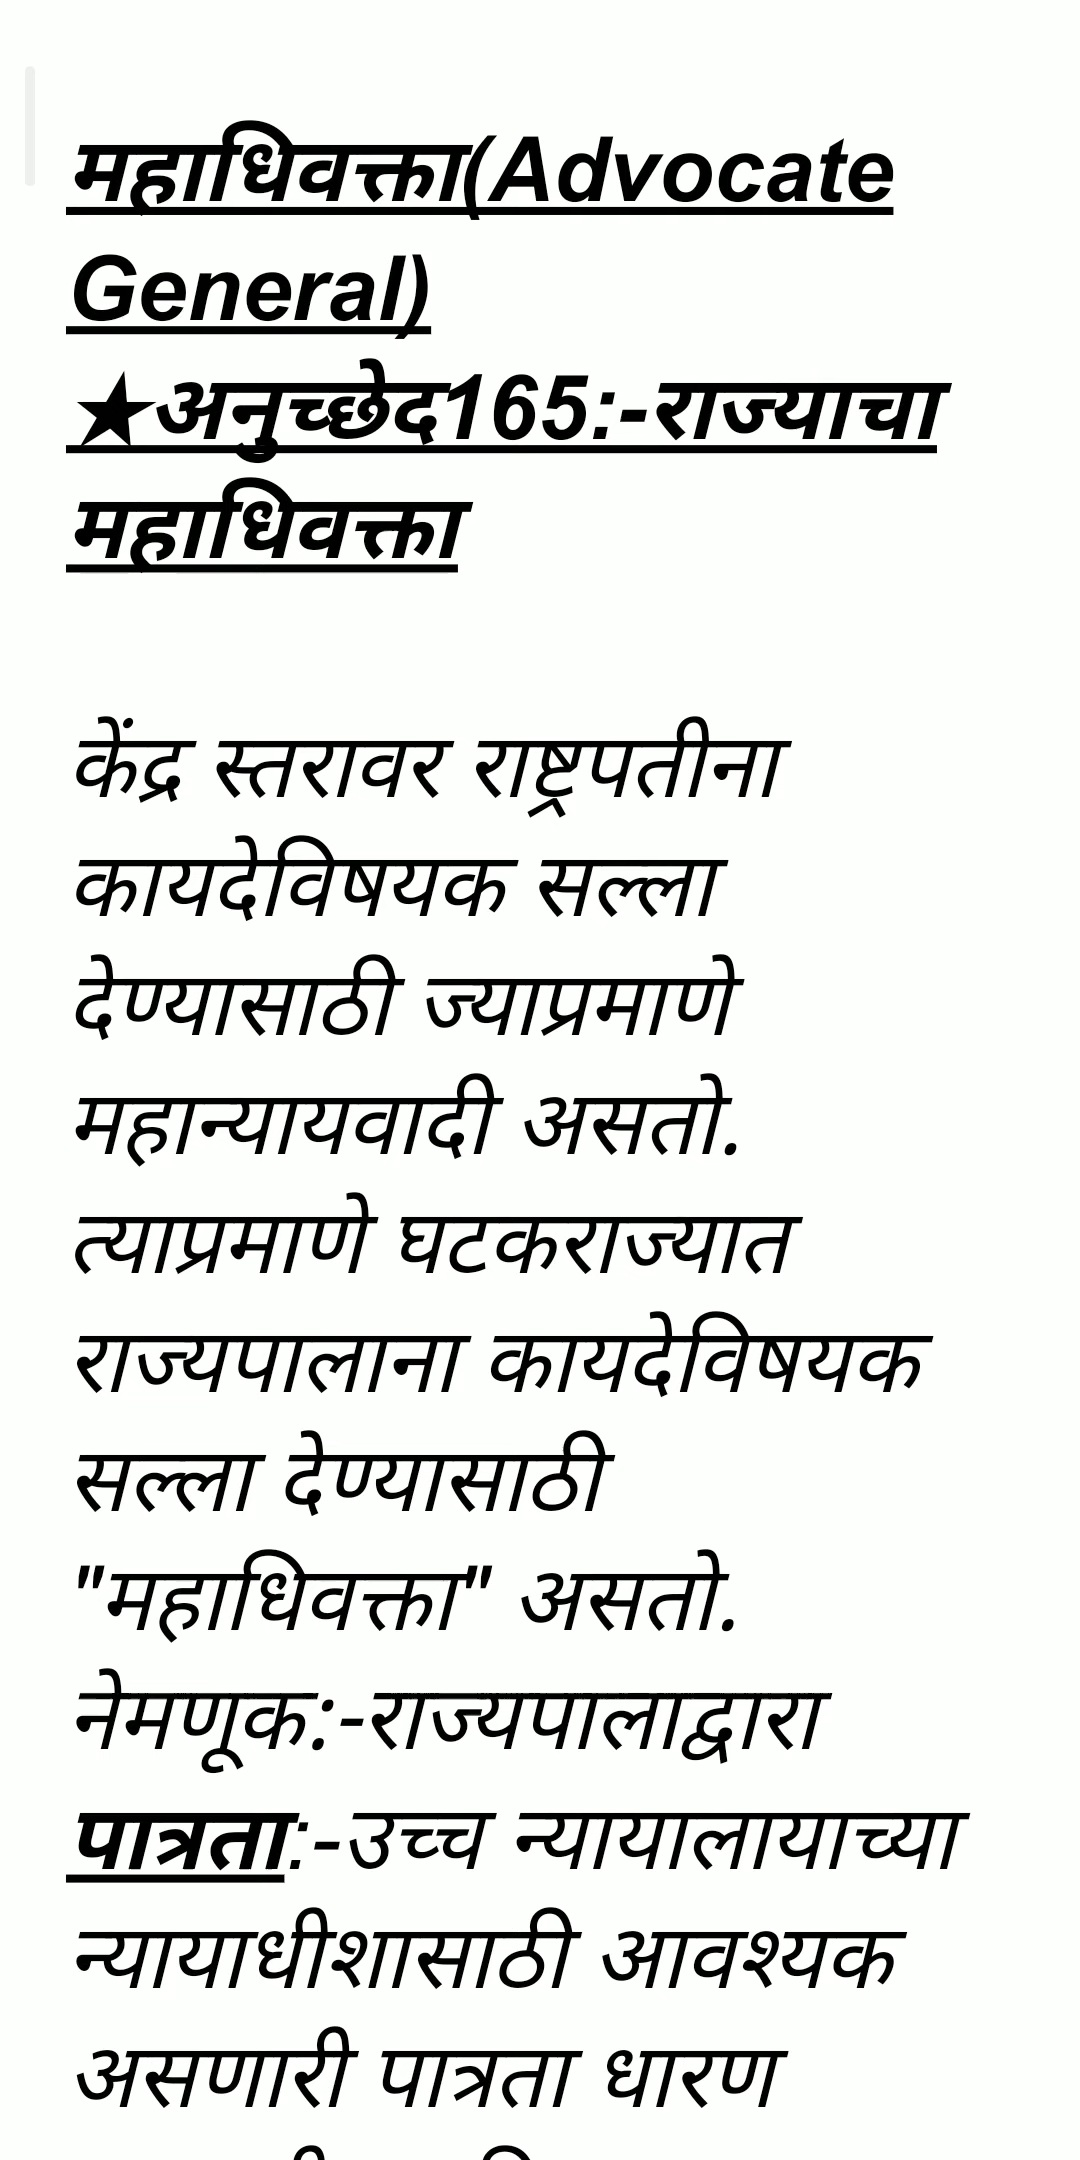 महाधिवक्ता(Advocate
General)
★अनुच्छेद165:-राज्याचा
महाधिवक्ता
केंद्र स्तरावर राष्ट्रपतीना
कायदेविषयक सल्ला
देण्यासाठी ज्याप्रमाणे
महान्यायवादी असतो.
त्याप्रमाणे घटकराज्यात
राज्यपालाना कायदेविषयक
सल्ला देण्यासाठी
"महाधिवक्ता" असतो.
नेमणूक:-राज्यपालाद्वारा
पात्रता:-उच्च न्यायालायाच्या
न्यायाधीशासाठी आवश्यक
असणारी पात्रता धारण